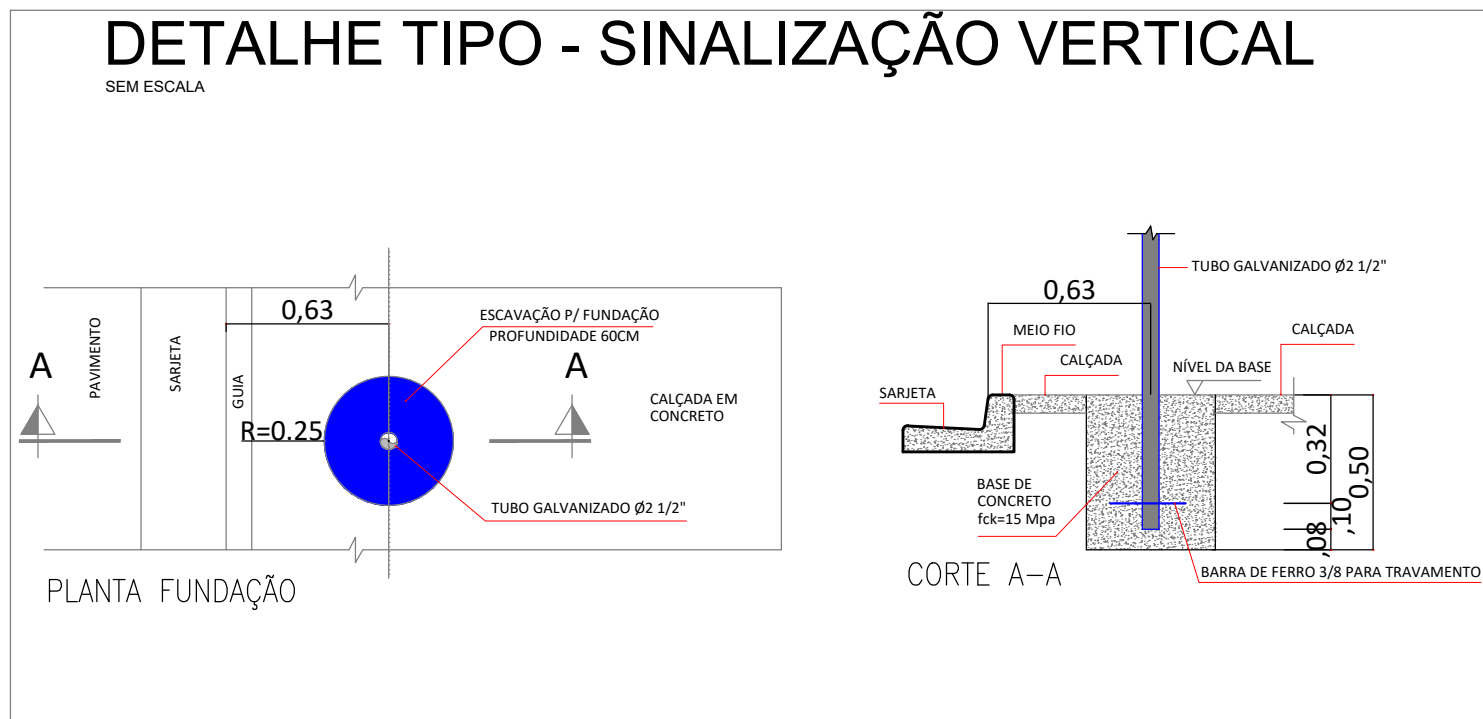 DETALHE TIPO - SINALIZAÇÃO VERTICAL
SEM ESCALA
0,63
ESCAVAÇÃO P/ FUNDAÇÃO
PROFUNDIDADE 60CM
A
A
PAVIMENTO
SARJETA
GUIA
CALÇADA EM
CONCRETO
R=0.25
TUBO GALVANIZADO Ø2 1/2"
PLANTA FUNDAÇÃO
TUBO GALVANIZADO Ø2 1/2"
0,63
MEIO FIO
CALÇADA
CALÇADA
NÍVEL DA BASE
SARJETA
0,32
0,50
,10
,08
BASE DE
CONCRETO
fck=15 Mpa
CORTE A-A
BARRA DE FERRO 3/8 PARA TRAVAMENTO